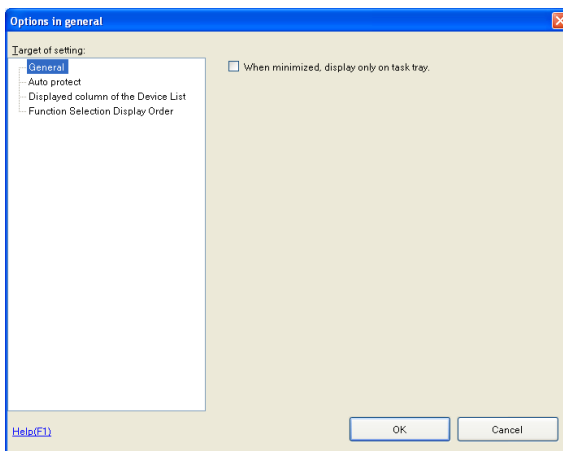 Options in general
Target of setting:
General
When minimized, display only on task tray.
Auto protect
Displayed column of the Device List
Function Selection Display Order
Help(F1)
OK
Cancel